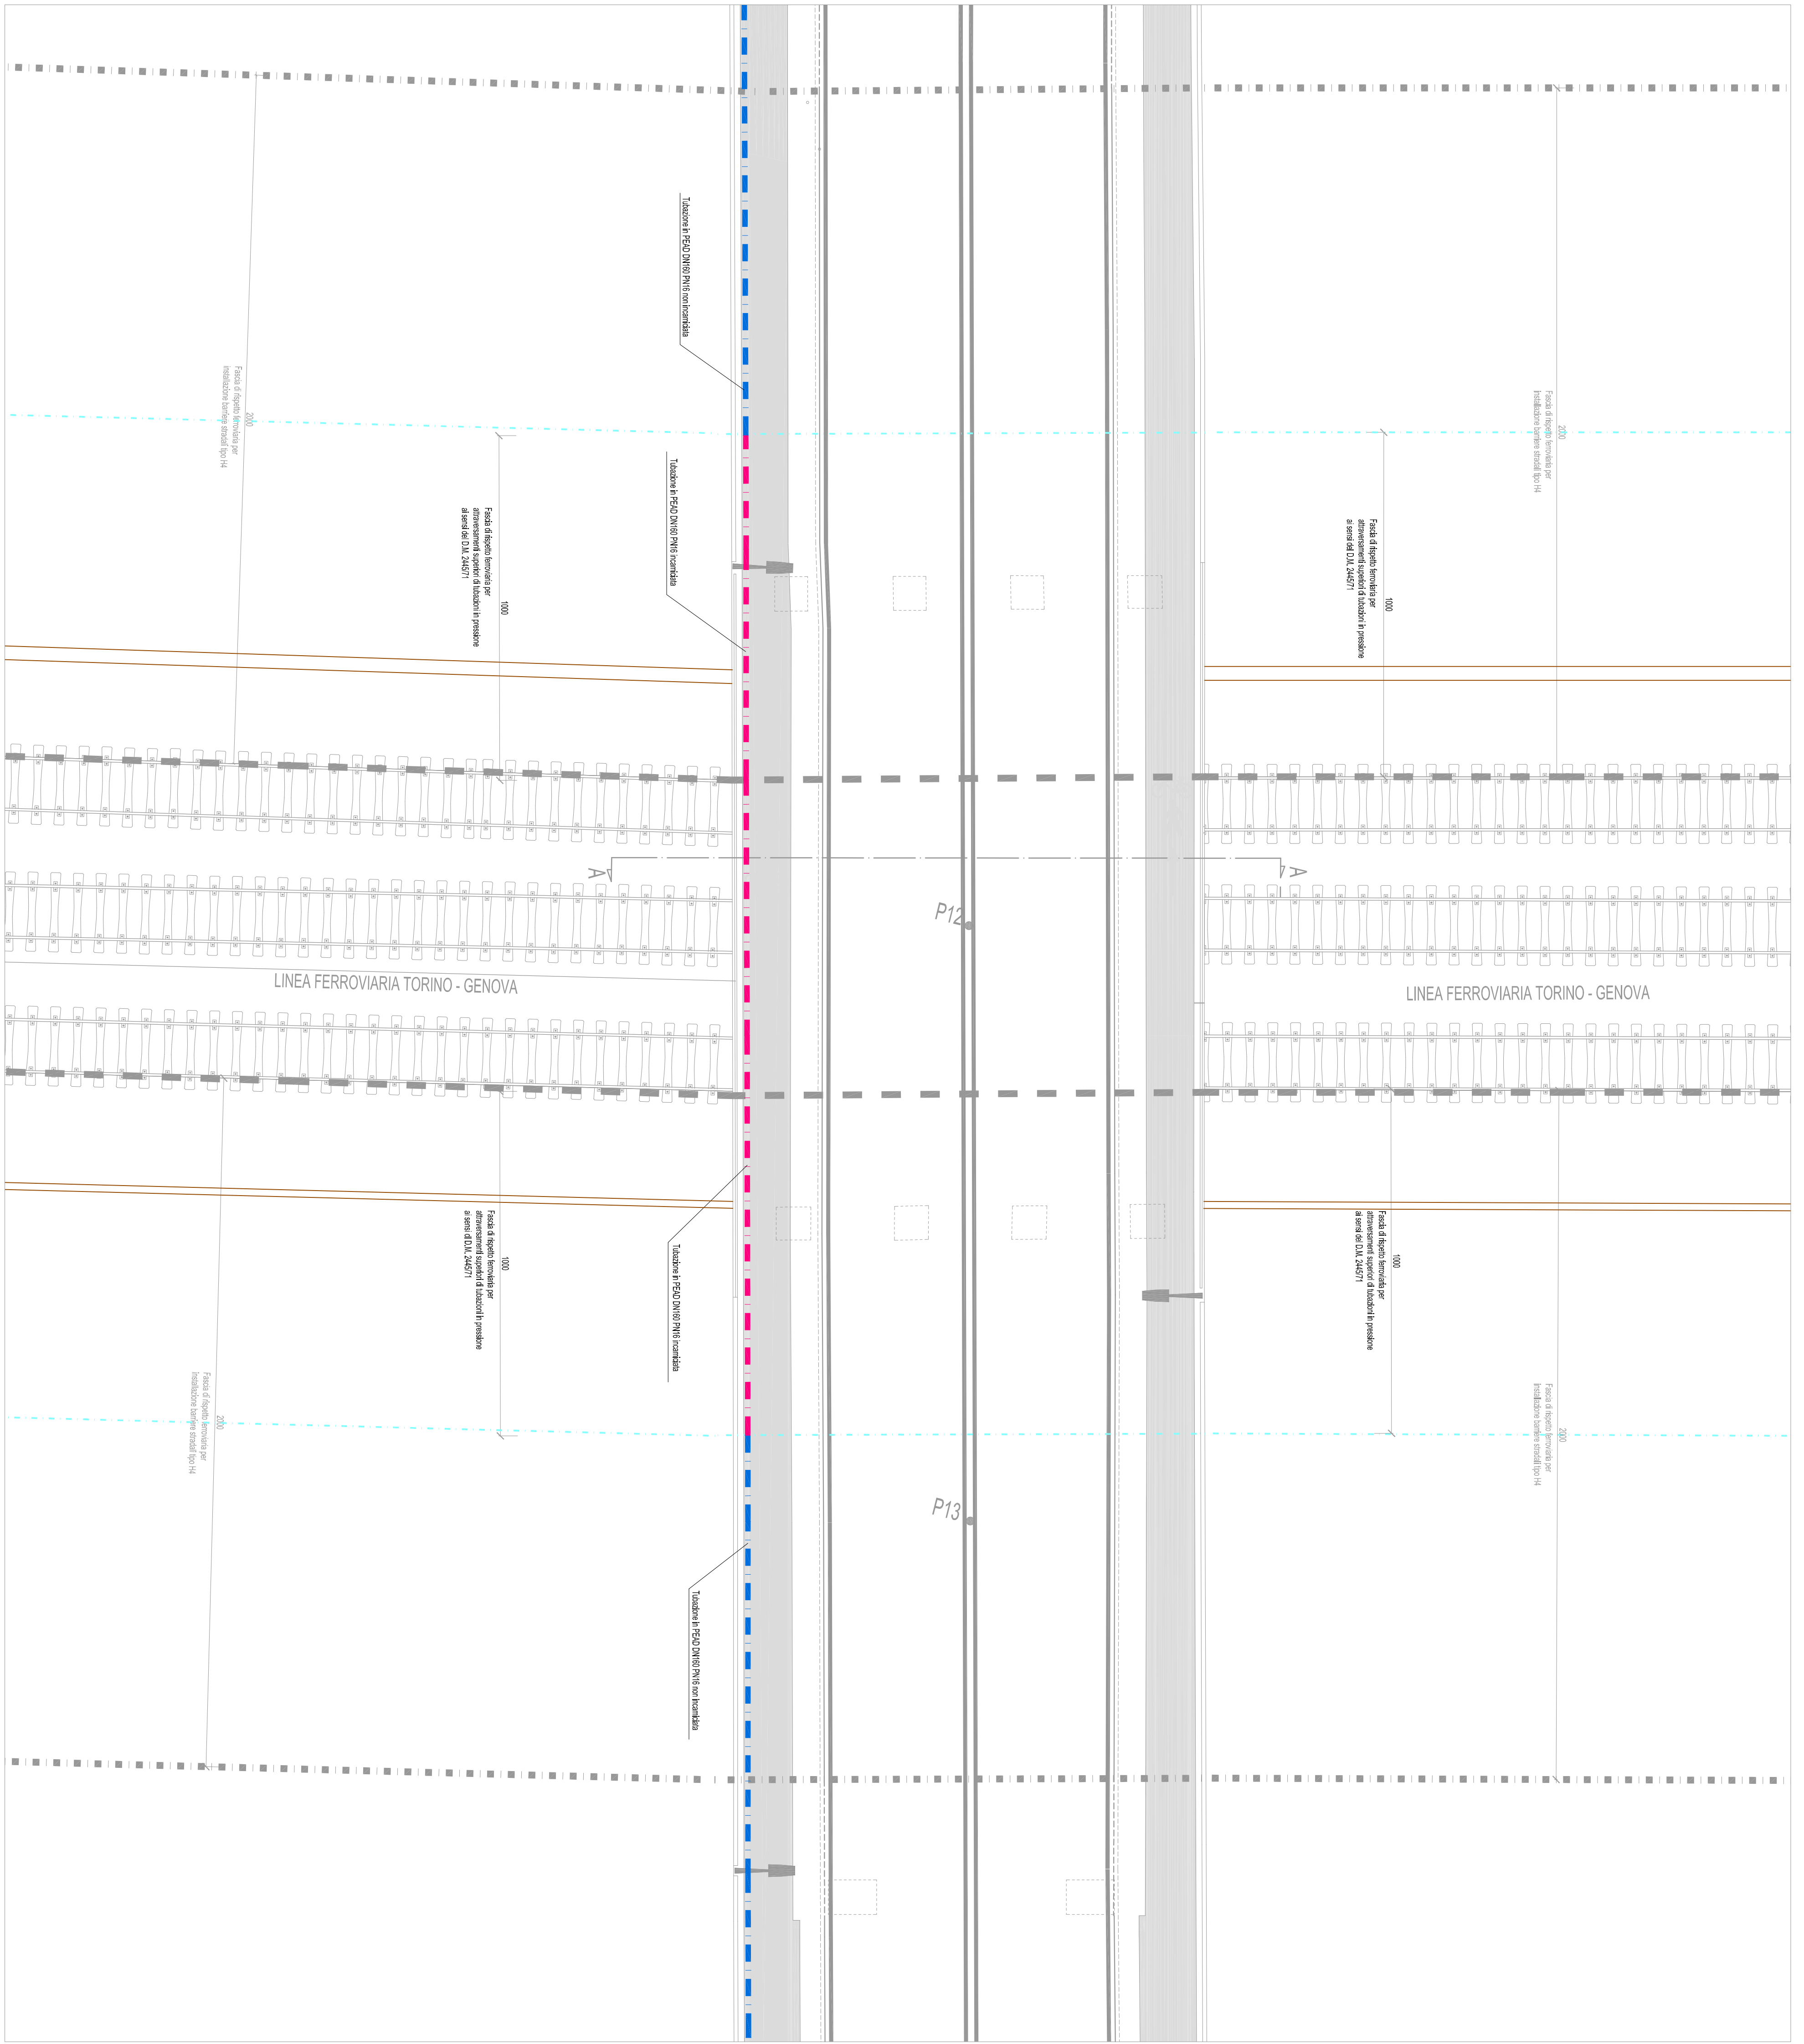 Tubazione in PEAD DN160 PN16 non incamiciata
2000
Fascia di rispetto ferroviaria per
installazione barriere stradali tipo H4
2000
Fascia di rispetto ferroviaria per
installazione barriere stradali tipo H4
Tubazione in PEAD DN160 PN16 incamiciata
1000
Fascia di rispetto ferroviaria per
attraversamenti superiori di tubazioni in pressione
ai sensi del D.M. 2445/71
1000
Fascia di rispetto ferroviaria per
attraversamenti superiori di tubazioni in pressione
ai sensi del D.M. 2445/71
A
A
P12
LINEA FERROVIARIA TORINO - GENOVA
LINEA FERROVIARIA TORINO - GENOVA
1000
Fascia di rispetto ferroviaria per
attraversamenti superiori di tubazioni in pressione
ai sensi di D.M. 2445/71
Tubazione in PEAD DN160 PN16 incamiciata
1000
Fascia di rispetto ferroviaria per
attraversamenti superiori di tubazioni in pressione
ai sensi del D.M. 2445/71
2000
Fascia di rispetto ferroviaria per
installazione barriere stradali tipo H4
2000
Fascia di rispetto ferroviaria per
installazione barriere stradali tipo H4
P13
Tubazione in PEAD DN160 PN16 non incamiciata